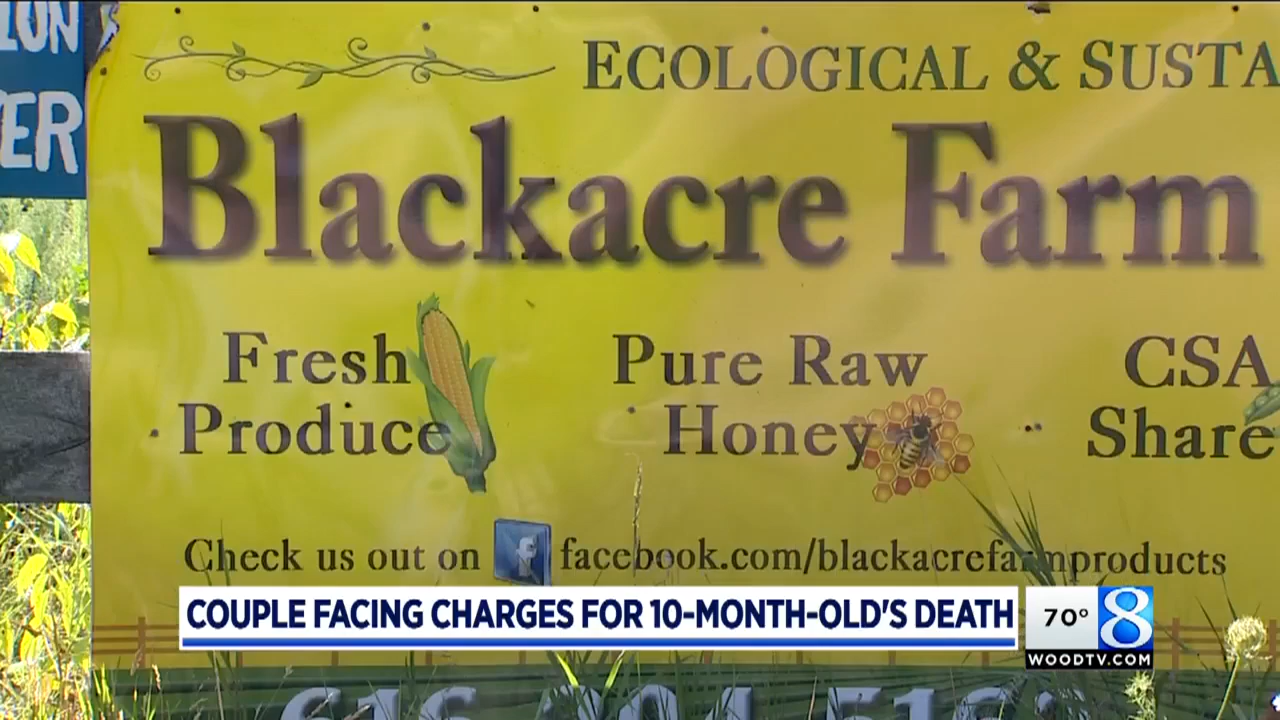 ECOLOGICAL & SUSTA
ER
Blackacre Farm
Fresh
Produce
Pure Raw
Honey
CSA
Share
Check us out on facebook.com/blackacrefarmproducts
COUPLE FACING CHARGES FOR 10-MONTH-OLD'S DEATH
70° 8
WOODTV.COM